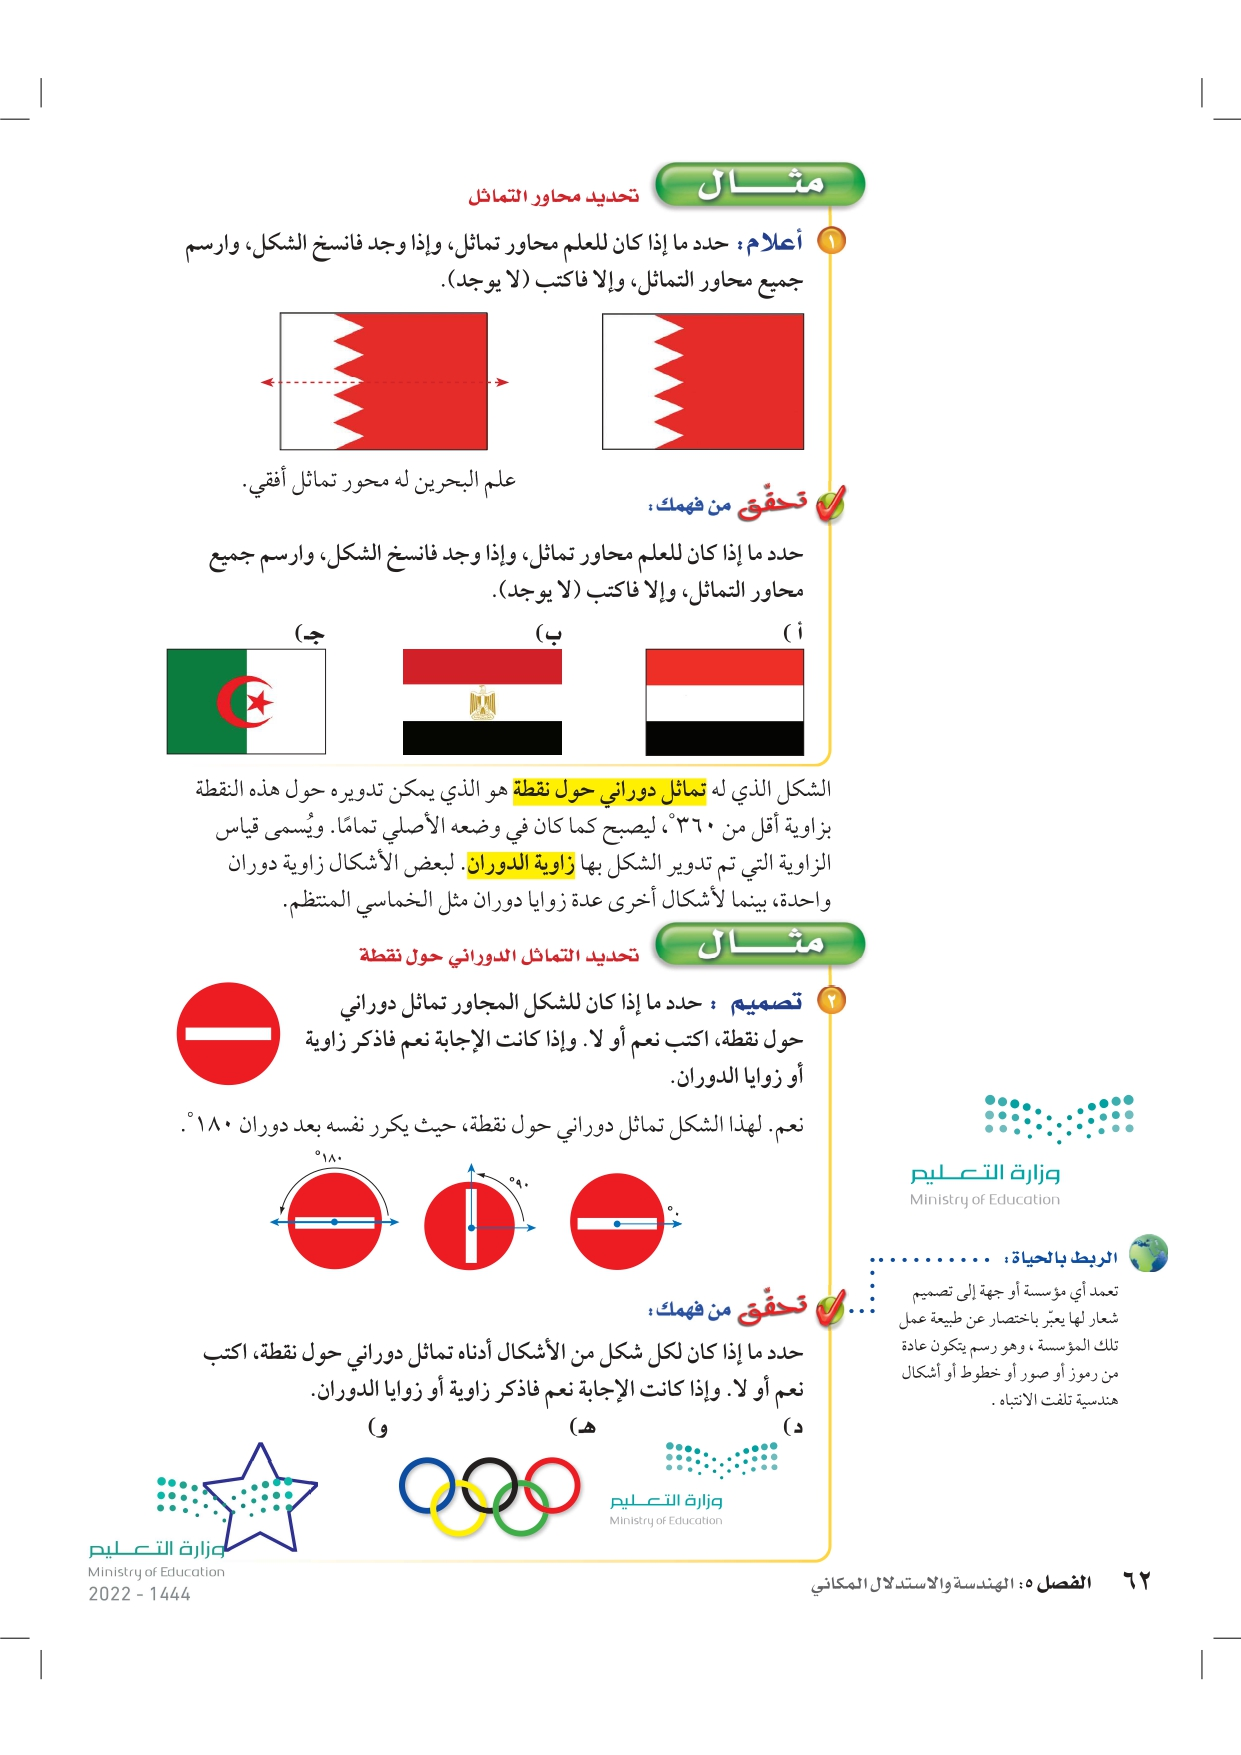 مثـــال
تحديد محاور التماثل
١ أعلام: حدد ما إذا كان للعلم محاور تماثل، وإذا وجد فانسخ الشكل، وارسم
جميع محاور التماثل، وإلا فاكتب (لا يوجد).
علم البحرين له محور تماثل أفقي.
تحقَّق من فهمك:
حدد ما إذا كان للعلم محاور تماثل، وإذا وجد فانسخ الشكل، وارسم جميع
محاور التماثل، وإلا فاكتب (لا يوجد).
أ ) ب) جـ)
الشكل الذي له تماثل دوراني حول نقطة هو الذي يمكن تدويره حول هذه النقطة
بزاوية أقل من ٣٦٠°، ليصبح كما كان في وضعه الأصلي تمامًا. ويُسمى قياس
الزاوية التي تم تدوير الشكل بها زاوية الدوران. لبعض الأشكال زاوية دوران
واحدة، بينما لأشكال أخرى عدة زوايا دوران مثل الخماسي المنتظم.
مثـــال
تحديد التماثل الدوراني حول نقطة
٢ تصميم : حدد ما إذا كان للشكل المجاور تماثل دوراني
حول نقطة، اكتب نعم أو لا. وإذا كانت الإجابة نعم فاذكر زاوية
أو زوايا الدوران.
نعم. لهذا الشكل تماثل دوراني حول نقطة، حيث يكرر نفسه بعد دوران ١٨٠°.
٠° ٩٠° ١٨٠°
وزارة التعـــليم
Ministry of Education
الربط بالحياة:
تعمد أي مؤسسة أو جهة إلى تصميم
شعار لها يعبّر باختصار عن طبيعة عمل
تلك المؤسسة ، وهو رسم يتكون عادة
من رموز أو صور أو خطوط أو أشكال
هندسية تلفت الانتباه .
تحقَّق من فهمك:
حدد ما إذا كان لكل شكل من الأشكال أدناه تماثل دوراني حول نقطة، اكتب
نعم أو لا. وإذا كانت الإجابة نعم فاذكر زاوية أو زوايا الدوران.
د) هـ) و)
وزارة التعـــليم
Ministry of Education
وزارة التعـــليم
Ministry of Education
2022 - 1444
٦٢ الفصل ٥: الهندسة والاستدلال المكاني